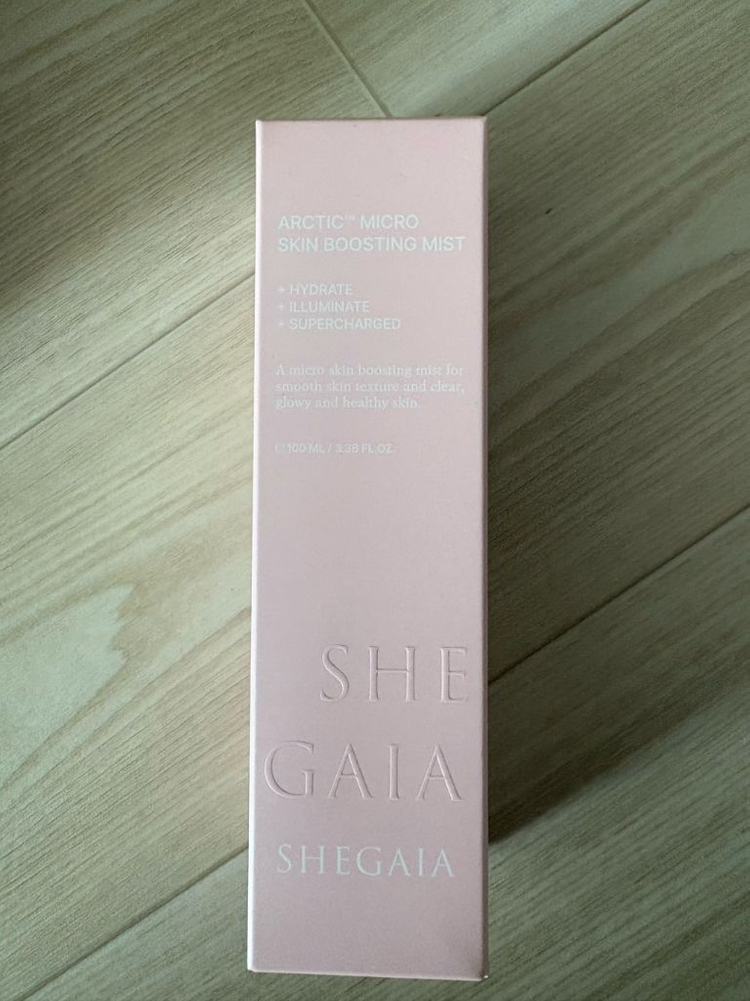 ARCTIC™ MICRO
SKIN BOOSTING MIST
+ HYDRATE
+ ILLUMINATE
+ SUPERCHARGED
A micro skin boosting mist for
smooth skin texture and clear,
glowy and healthy skin.
℮ 100 ML / 3.38 FL.OZ.
SHE
GAIA
SHEGAIA